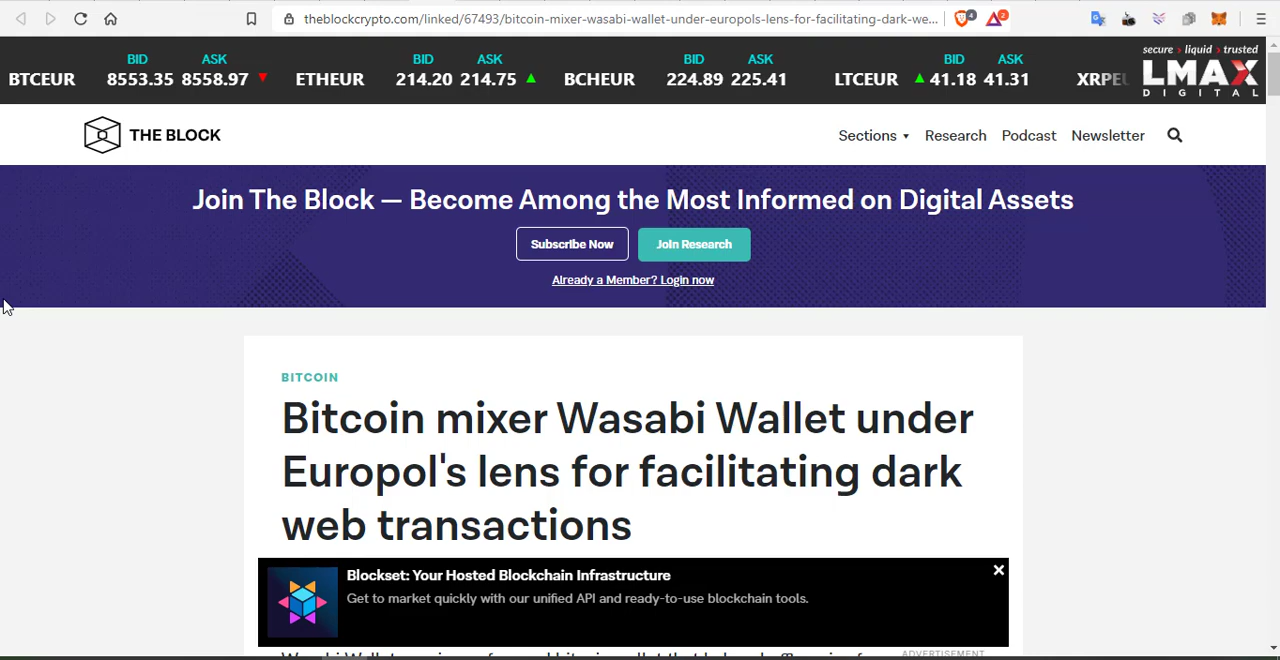 theblockcrypto.com/linked/67493/bitcoin-mixer-wasabi-wallet-under-europols-lens-for-facilitating-dark-we...
4
2
secure › liquid › trusted
BID ASK BID ASK BID ASK BID ASK
BTCEUR 8553.35 8558.97 ETHEUR 214.20 214.75 BCHEUR 224.89 225.41 LTCEUR 41.18 41.31 XRPEU
LMAX
DIGITAL
THE BLOCK
Sections Research Podcast Newsletter
Join The Block — Become Among the Most Informed on Digital Assets
Subscribe Now Join Research
Already a Member? Login now
BITCOIN
Bitcoin mixer Wasabi Wallet under
Europol's lens for facilitating dark
web transactions
Blockset: Your Hosted Blockchain Infrastructure
Get to market quickly with our unified API and ready-to-use blockchain tools.
ADVERTISEMENT